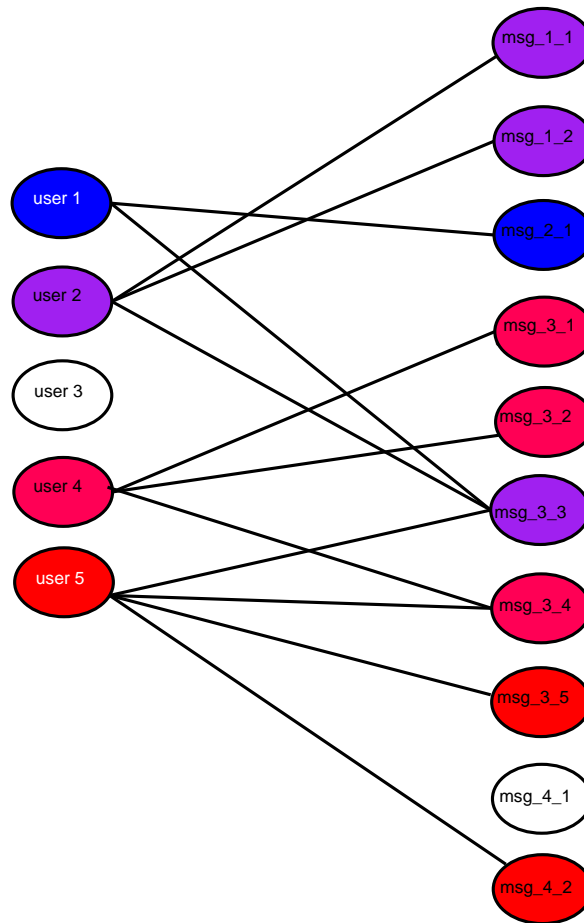 user 1
user 2
user 3
user 4
user 5
msg_1_1
msg_1_2
msg_2_1
msg_3_1
msg_3_2
msg_3_3
msg_3_4
msg_3_5
msg_4_1
msg_4_2